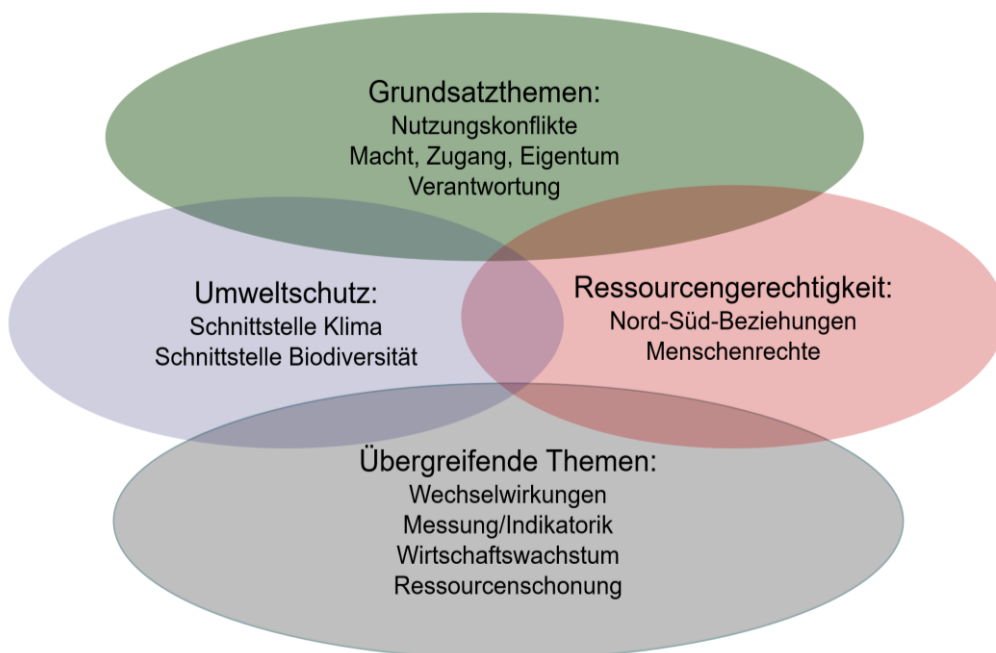 Grundsatzthemen:
Nutzungskonflikte
Macht, Zugang, Eigentum
Verantwortung
Umweltschutz:
Schnittstelle Klima
Schnittstelle Biodiversität
Ressourcengerechtigkeit:
Nord-Süd-Beziehungen
Menschenrechte
Übergreifende Themen:
Wechselwirkungen
Messung/Indikatorik
Wirtschaftswachstum
Ressourcenschonung